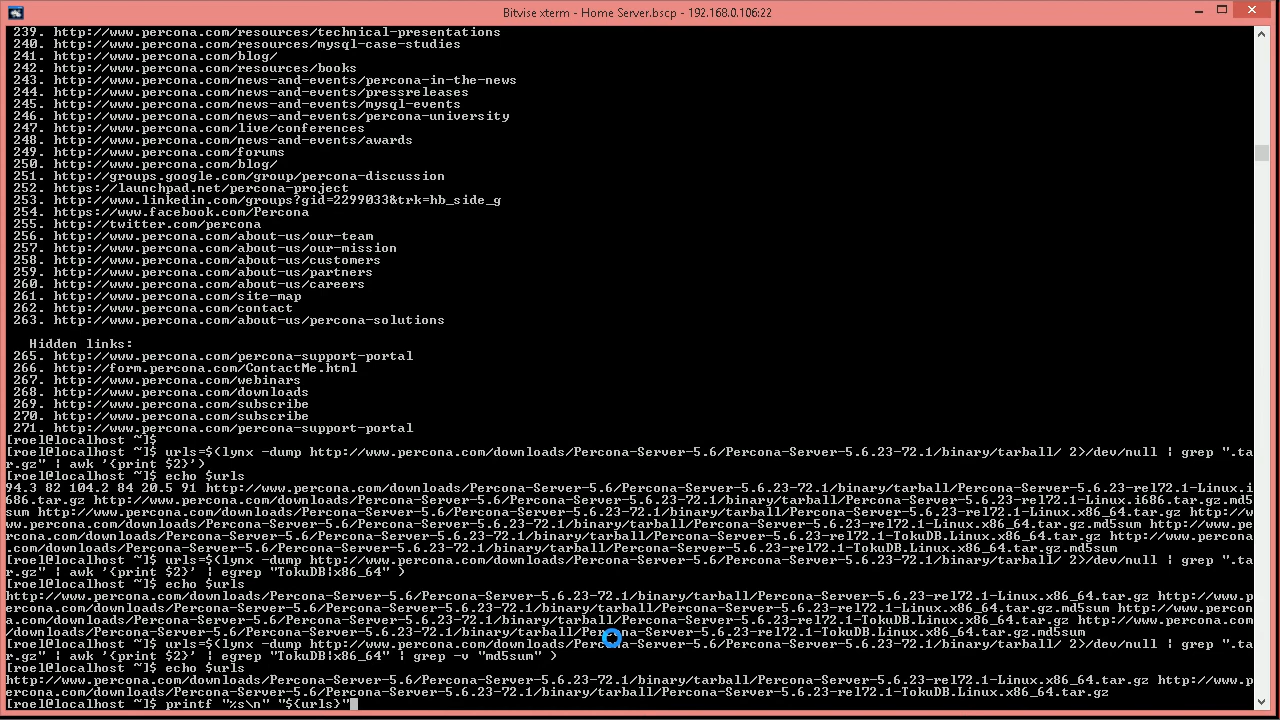 Bitvise xterm - Home Server.bscp - 192.168.0.106:22
239. http://www.percona.com/resources/technical-presentations
240. http://www.percona.com/resources/mysql-case-studies
241. http://www.percona.com/blog/
242. http://www.percona.com/resources/books
243. http://www.percona.com/news-and-events/percona-in-the-news
244. http://www.percona.com/news-and-events/pressreleases
245. http://www.percona.com/news-and-events/mysql-events
246. http://www.percona.com/news-and-events/percona-university
247. http://www.percona.com/live/conferences
248. http://www.percona.com/news-and-events/awards
249. http://www.percona.com/forums
250. http://www.percona.com/blog/
251. http://groups.google.com/group/percona-discussion
252. https://launchpad.net/percona-project
253. http://www.linkedin.com/groups?gid=2299033&trk=hb_side_g
254. https://www.facebook.com/Percona
255. http://twitter.com/percona
256. http://www.percona.com/about-us/our-team
257. http://www.percona.com/about-us/our-mission
258. http://www.percona.com/about-us/customers
259. http://www.percona.com/about-us/partners
260. http://www.percona.com/about-us/careers
261. http://www.percona.com/site-map
262. http://www.percona.com/contact
263. http://www.percona.com/about-us/percona-solutions
Hidden links:
265. http://www.percona.com/percona-support-portal
266. http://form.percona.com/ContactMe.html
267. http://www.percona.com/webinars
268. http://www.percona.com/downloads
269. http://www.percona.com/subscribe
270. http://www.percona.com/subscribe
271. http://www.percona.com/percona-support-portal
[roel@localhost ~]$
[roel@localhost ~]$ urls=$(lynx -dump http://www.percona.com/downloads/Percona-Server-5.6/Percona-Server-5.6.23-72.1/binary/tarball/ 2>/dev/null | grep ".ta
r.gz" | awk '{print $2}')
[roel@localhost ~]$ echo $urls
94.3 82 104.2 84 20.5 91 http://www.percona.com/downloads/Percona-Server-5.6/Percona-Server-5.6.23-72.1/binary/tarball/Percona-Server-5.6.23-rel72.1-Linux.i
686.tar.gz http://www.percona.com/downloads/Percona-Server-5.6/Percona-Server-5.6.23-72.1/binary/tarball/Percona-Server-5.6.23-rel72.1-Linux.i686.tar.gz.md5
sum http://www.percona.com/downloads/Percona-Server-5.6/Percona-Server-5.6.23-72.1/binary/tarball/Percona-Server-5.6.23-rel72.1-Linux.x86_64.tar.gz http://w
ww.percona.com/downloads/Percona-Server-5.6/Percona-Server-5.6.23-72.1/binary/tarball/Percona-Server-5.6.23-rel72.1-Linux.x86_64.tar.gz.md5sum http://www.pe
rcona.com/downloads/Percona-Server-5.6/Percona-Server-5.6.23-72.1/binary/tarball/Percona-Server-5.6.23-rel72.1-TokuDB.Linux.x86_64.tar.gz http://www.percona
.com/downloads/Percona-Server-5.6/Percona-Server-5.6.23-72.1/binary/tarball/Percona-Server-5.6.23-rel72.1-TokuDB.Linux.x86_64.tar.gz.md5sum
[roel@localhost ~]$ urls=$(lynx -dump http://www.percona.com/downloads/Percona-Server-5.6/Percona-Server-5.6.23-72.1/binary/tarball/ 2>/dev/null | grep ".ta
r.gz" | awk '{print $2}' | egrep "TokuDB|x86_64" )
[roel@localhost ~]$ echo $urls
http://www.percona.com/downloads/Percona-Server-5.6/Percona-Server-5.6.23-72.1/binary/tarball/Percona-Server-5.6.23-rel72.1-Linux.x86_64.tar.gz http://www.p
ercona.com/downloads/Percona-Server-5.6/Percona-Server-5.6.23-72.1/binary/tarball/Percona-Server-5.6.23-rel72.1-Linux.x86_64.tar.gz.md5sum http://www.percon
a.com/downloads/Percona-Server-5.6/Percona-Server-5.6.23-72.1/binary/tarball/Percona-Server-5.6.23-rel72.1-TokuDB.Linux.x86_64.tar.gz http://www.percona.com
/downloads/Percona-Server-5.6/Percona-Server-5.6.23-72.1/binary/tarball/Percona-Server-5.6.23-rel72.1-TokuDB.Linux.x86_64.tar.gz.md5sum
[roel@localhost ~]$ urls=$(lynx -dump http://www.percona.com/downloads/Percona-Server-5.6/Percona-Server-5.6.23-72.1/binary/tarball/ 2>/dev/null | grep ".ta
r.gz" | awk '{print $2}' | egrep "TokuDB|x86_64" | grep -v "md5sum" )
[roel@localhost ~]$ echo $urls
http://www.percona.com/downloads/Percona-Server-5.6/Percona-Server-5.6.23-72.1/binary/tarball/Percona-Server-5.6.23-rel72.1-Linux.x86_64.tar.gz http://www.p
ercona.com/downloads/Percona-Server-5.6/Percona-Server-5.6.23-72.1/binary/tarball/Percona-Server-5.6.23-rel72.1-TokuDB.Linux.x86_64.tar.gz
[roel@localhost ~]$ printf "%s\n" "${urls}"